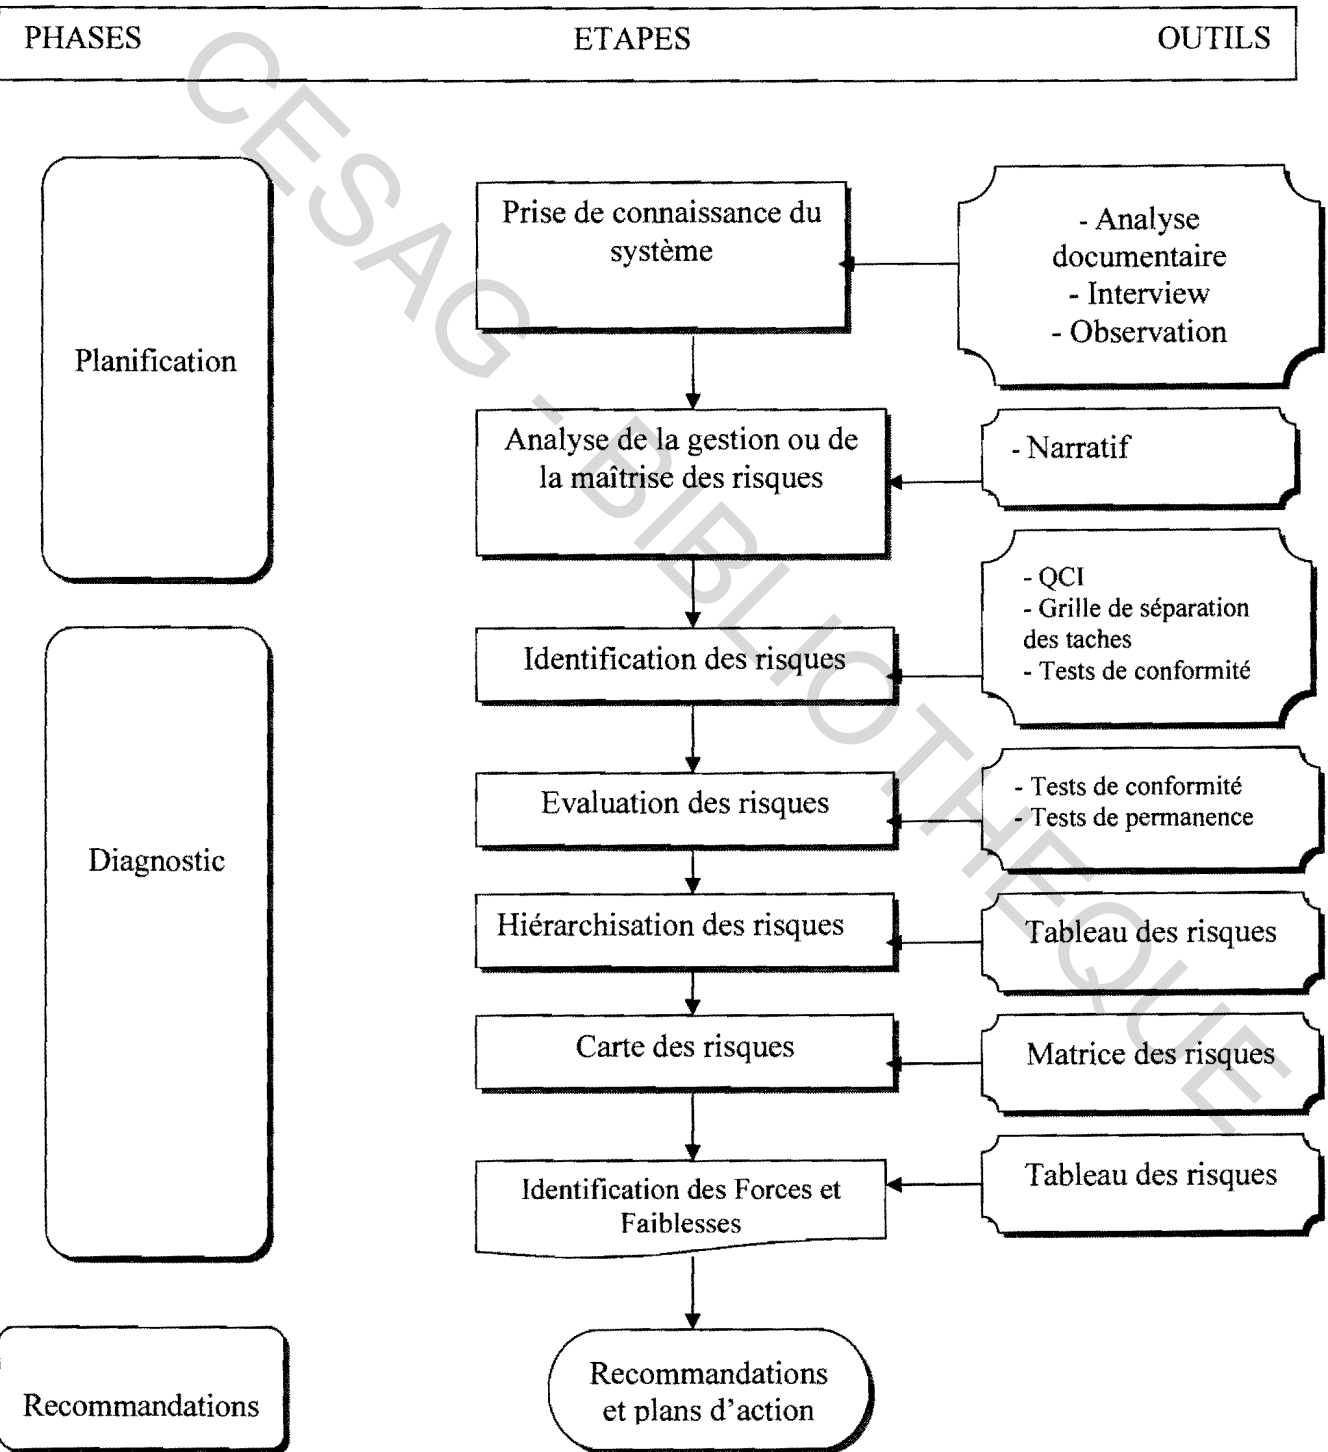 PHASES ETAPES OUTILS
Planification
Prise de connaissance du
système
- Analyse
documentaire
- Interview
- Observation
Analyse de la gestion ou de
la maîtrise des risques
- Narratif
Diagnostic
Identification des risques
- QCI
- Grille de séparation
des taches
- Tests de conformité
Evaluation des risques
- Tests de conformité
- Tests de permanence
Hiérarchisation des risques
Tableau des risques
Carte des risques
Matrice des risques
Identification des Forces et
Faiblesses
Tableau des risques
Recommandations
Recommandations
et plans d'action
CESAG - BIBLIOTHEQUE